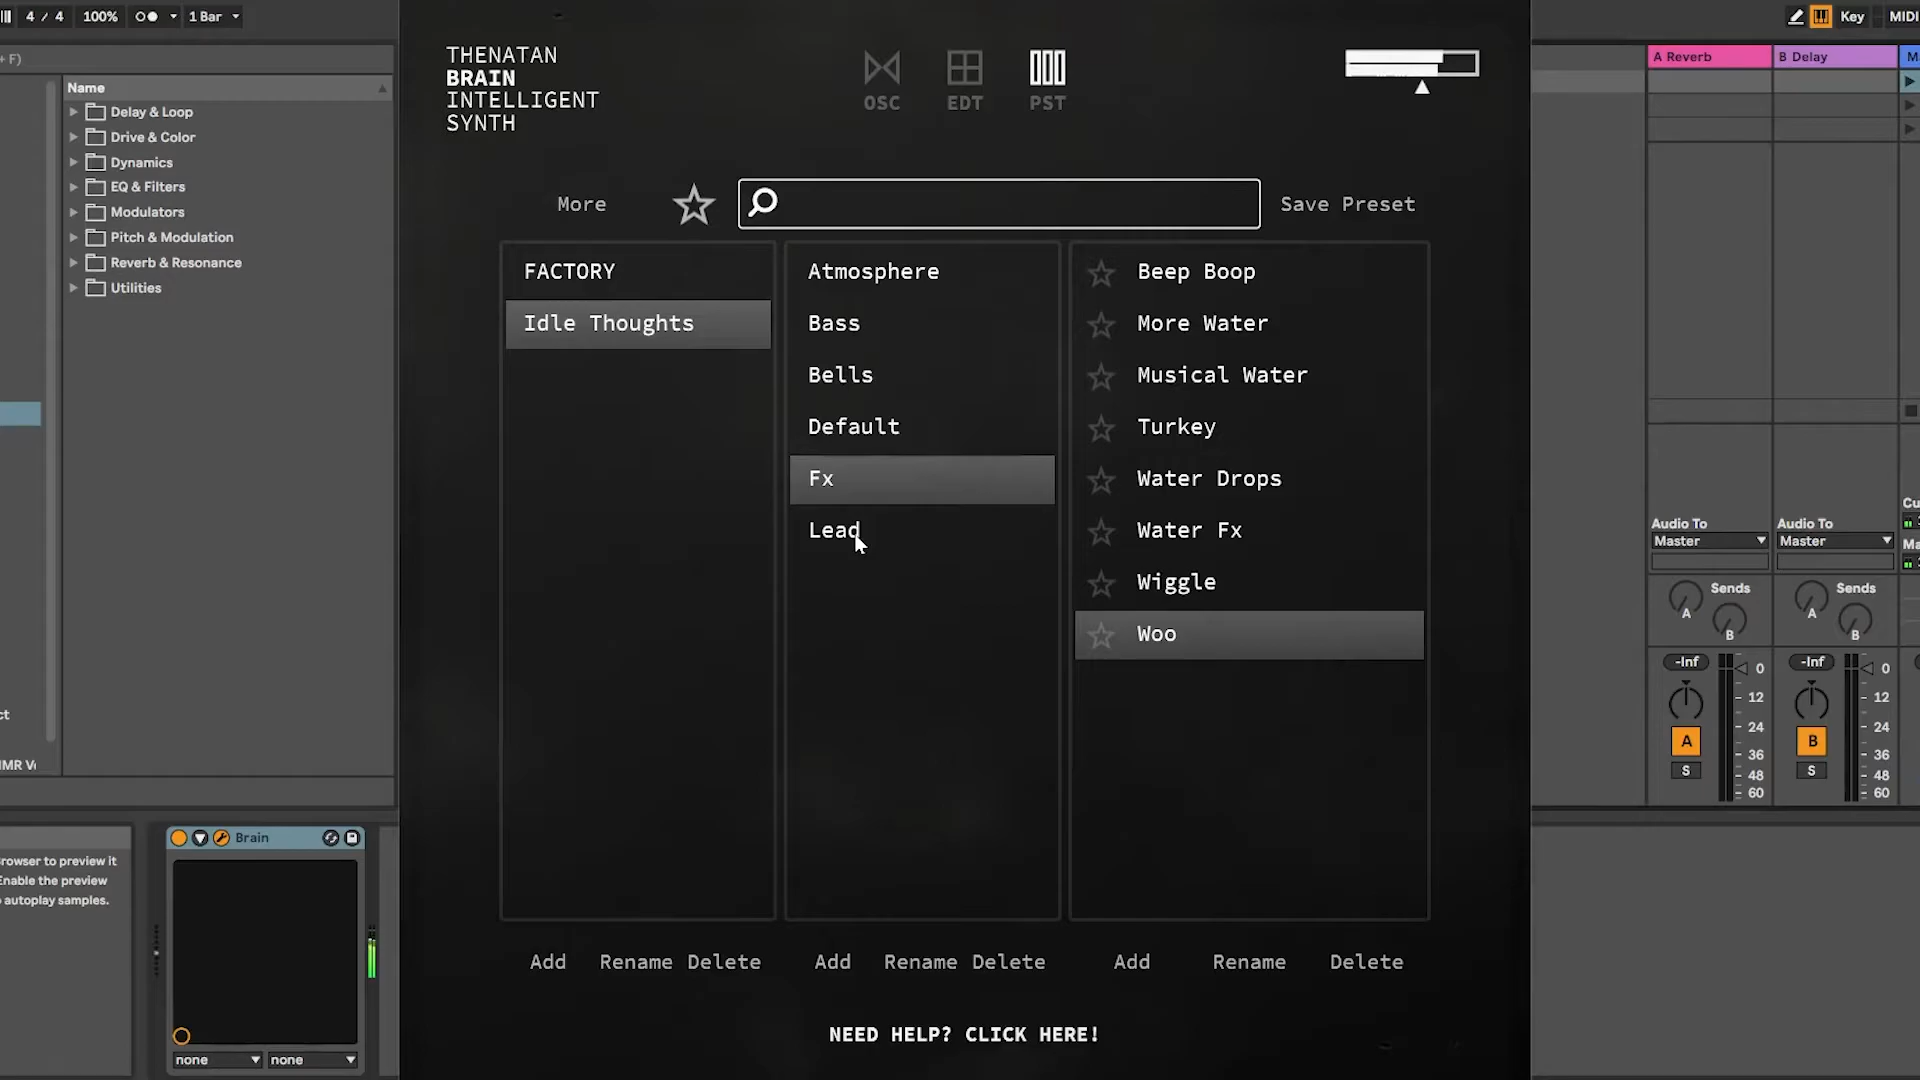 4 / 4 100% 1 Bar
Key MIDI
+ F)
Name
Delay & Loop
Drive & Color
Dynamics
EQ & Filters
Modulators
Pitch & Modulation
Reverb & Resonance
Utilities
ct
IMR
rowser to preview it
Enable the preview
autoplay samples.
Brain
none none
THENATAN
BRAIN
INTELLIGENT
SYNTH
OSC EDT PST
More Save Preset
FACTORY
Idle Thoughts
Atmosphere
Bass
Bells
Default
Fx
Lead
Beep Boop
More Water
Musical Water
Turkey
Water Drops
Water Fx
Wiggle
Woo
Add Rename Delete Add Rename Delete Add Rename Delete
NEED HELP? CLICK HERE!
A Reverb B Delay M
Audio To Audio To Cu
Master Master Ma
Sends Sends
A A
B B
-Inf -Inf
0 0
12 12
24 24
A B
36 36
S S
48 48
60 60